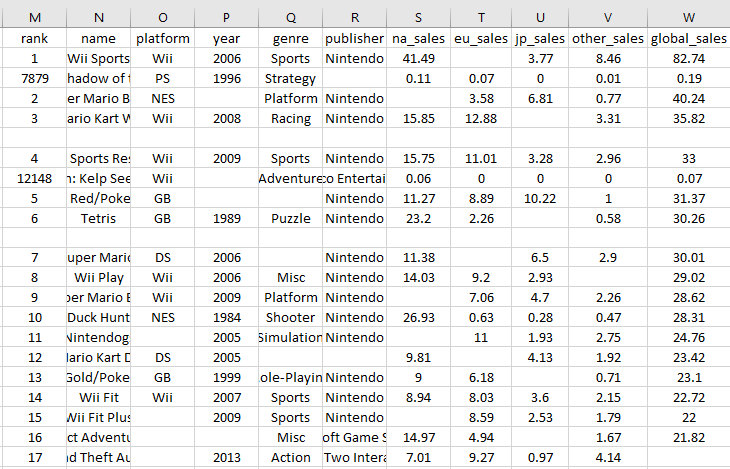 M N O P Q R S T U V W
rank name platform year genre publisher na_sales eu_sales jp_sales other_sales global_sales
1 Wii Sports Wii 2006 Sports Nintendo 41.49 3.77 8.46 82.74
7879 hadow of PS 1996 Strategy 0.11 0.07 0 0.01 0.19
2 er Mario B NES Platform Nintendo 3.58 6.81 0.77 40.24
3 ario Kart W Wii 2008 Racing Nintendo 15.85 12.88 3.31 35.82
4 Sports Res Wii 2009 Sports Nintendo 15.75 11.01 3.28 2.96 33
12148 n: Kelp See Wii Adventure o Entertai 0.06 0 0 0 0.07
5 Red/Poke GB Nintendo 11.27 8.89 10.22 1 31.37
6 Tetris GB 1989 Puzzle Nintendo 23.2 2.26 0.58 30.26
7 uper Mario DS 2006 Nintendo 11.38 6.5 2.9 30.01
8 Wii Play Wii 2006 Misc Nintendo 14.03 9.2 2.93 29.02
9 per Mario B Wii 2009 Platform Nintendo 7.06 4.7 2.26 28.62
10 Duck Hunt NES 1984 Shooter Nintendo 26.93 0.63 0.28 0.47 28.31
11 Nintendog 2005 Simulation Nintendo 11 1.93 2.75 24.76
12 Mario Kart D DS 2005 9.81 4.13 1.92 23.42
13 Gold/Poke GB 1999 ole-Playin Nintendo 9 6.18 0.71 23.1
14 Wii Fit Wii 2007 Sports Nintendo 8.94 8.03 3.6 2.15 22.72
15 Wii Fit Plus 2009 Sports Nintendo 8.59 2.53 1.79 22
16 ct Adventu Misc oft Game S 14.97 4.94 1.67 21.82
17 nd Theft Au 2013 Action Two Intera 7.01 9.27 0.97 4.14